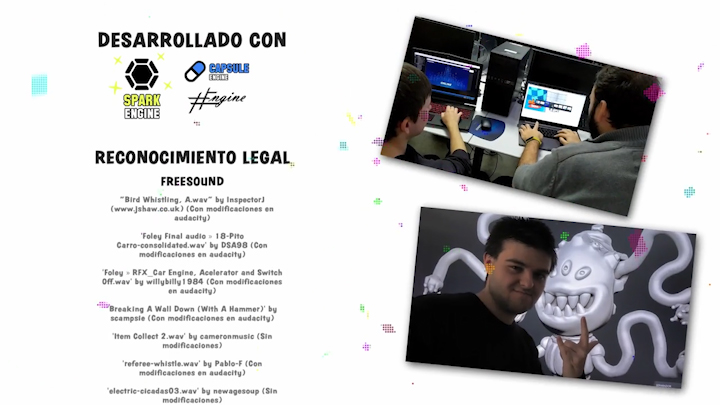 DESARROLLADO CON
SPARK
ENGINE
CAPSULE
ENGINE
#Engine
RECONOCIMIENTO LEGAL
FREESOUND
"Bird Whistling, A.wav" by InspectorJ
(www.jshaw.co.uk) (Con modificaciones en
audacity)
'Foley Final audio » 18-Pito
Carro-consolidated.wav' by DSA98 (Con
modificaciones en audacity)
'Foley » RFX_Car Engine, Acelerator and Switch
Off.wav' by willybilly1984 (Con modificaciones
en audacity)
'Breaking A Wall Down (With A Hammer)' by
scampsie (Con modificaciones en audacity)
'Item Collect 2.wav' by cameronmusic (Sin
modificaciones)
'referee-whistle.wav' by Pablo-F (Con
modificaciones en audacity)
'electric-cicadas03.wav' by newagesoup (Sin
modificaciones)